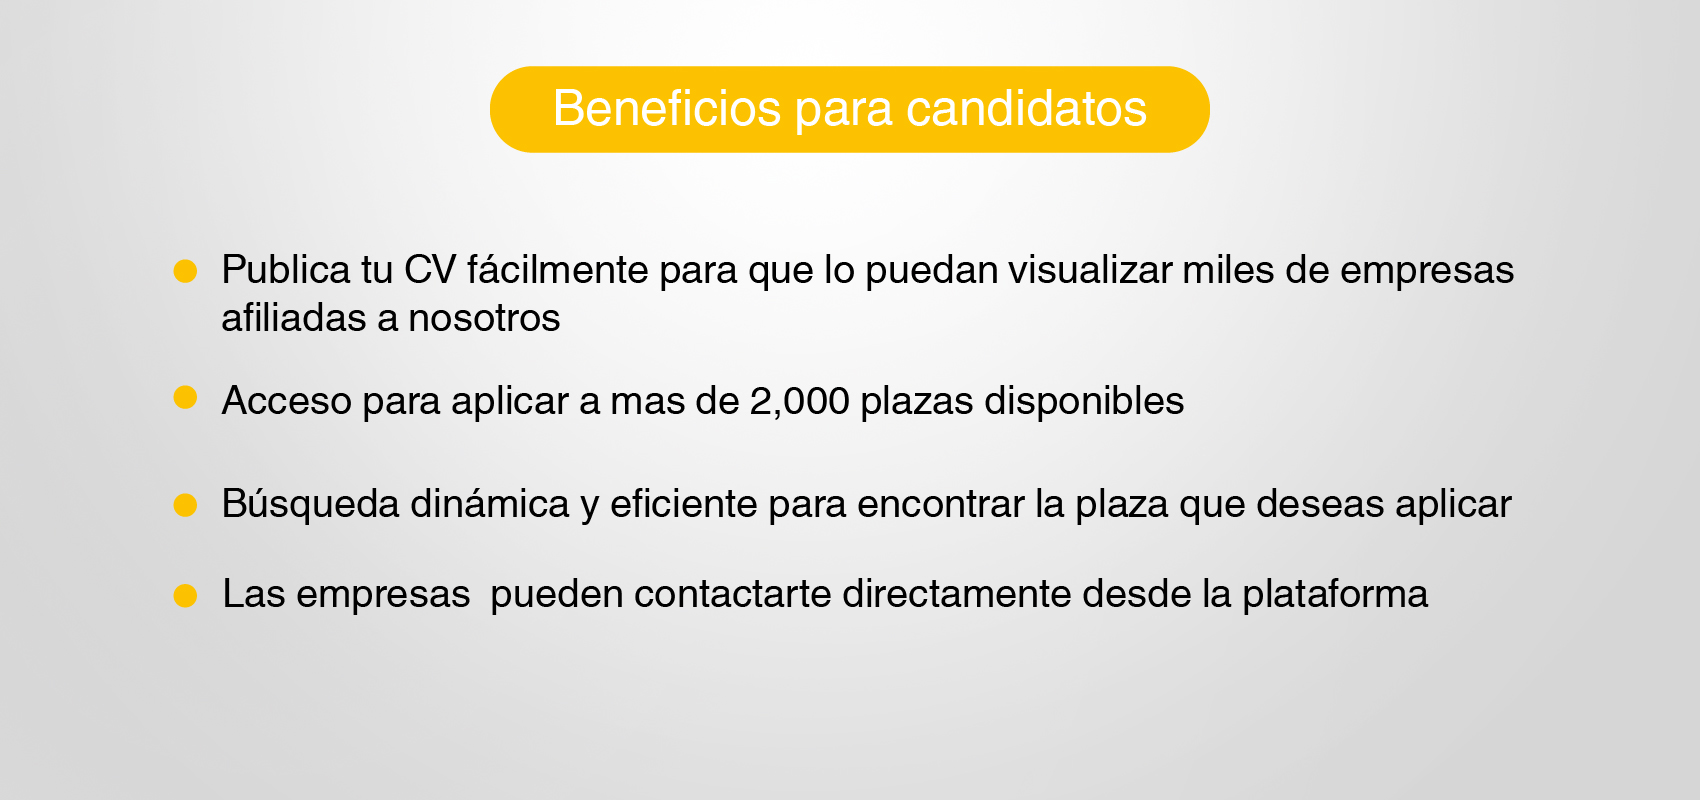 Beneficios para candidatos
Publica tu CV fácilmente para que lo puedan visualizar miles de empresas
afiliadas a nosotros
Acceso para aplicar a mas de 2,000 plazas disponibles
Búsqueda dinámica y eficiente para encontrar la plaza que deseas aplicar
Las empresas  pueden contactarte directamente desde la plataforma